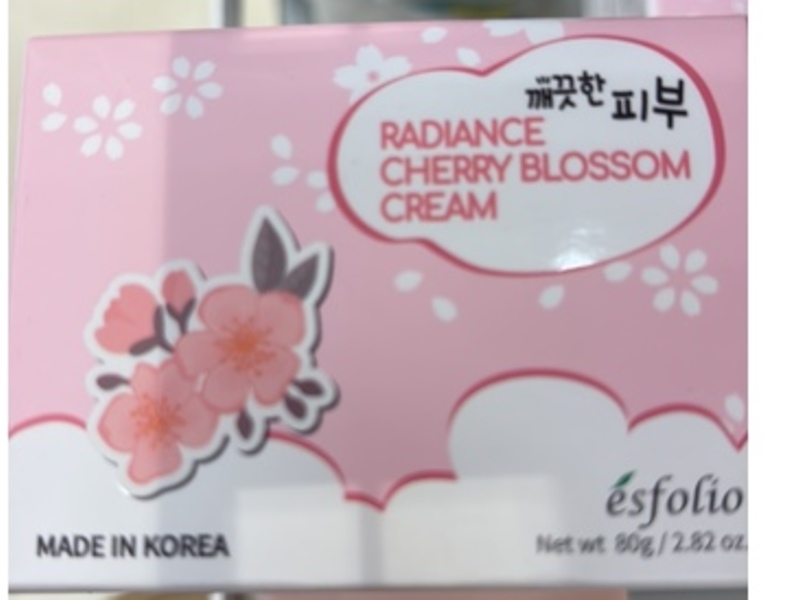 깨끗한 피부
RADIANCE
CHERRY BLOSSOM
CREAM
ésfolio
MADE IN KOREA
Net wt 80g / 2.82 oz.